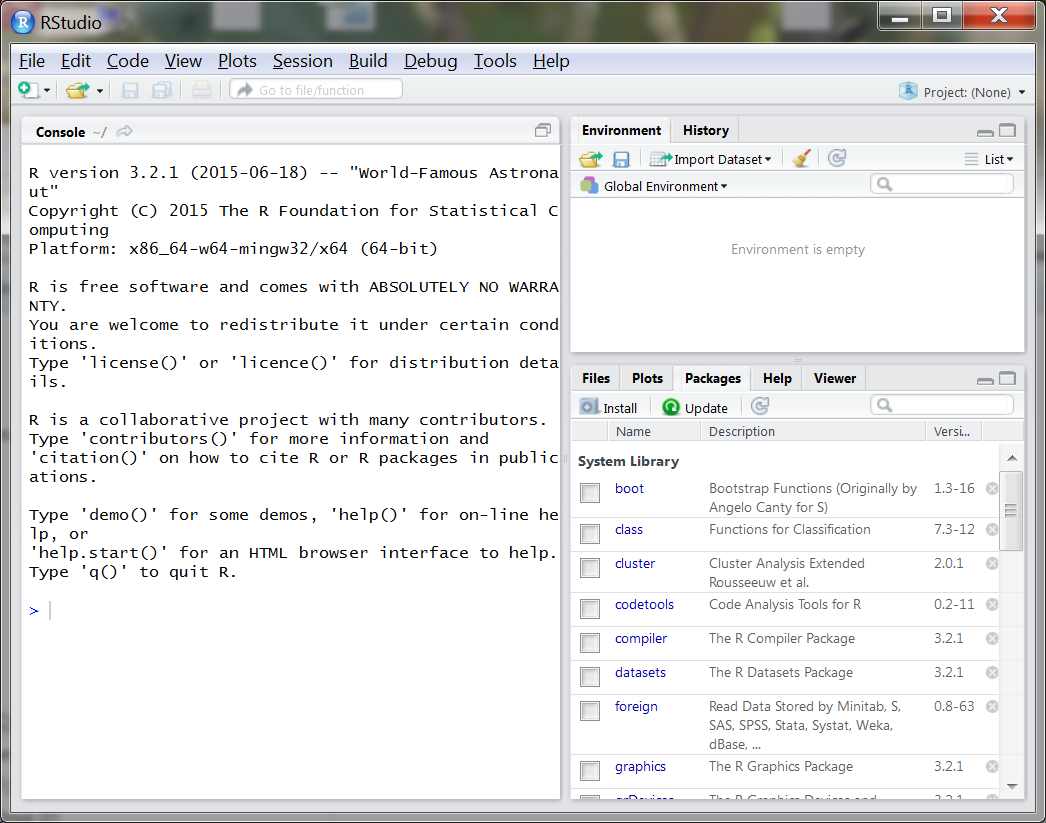 RStudio
File Edit Code View Plots Session Build Debug Tools Help
Go to file/function
Project: (None)
Console ~/
R version 3.2.1 (2015-06-18) -- "World-Famous Astrona
ut"
Copyright (C) 2015 The R Foundation for Statistical C
omputing
Platform: x86_64-w64-mingw32/x64 (64-bit)
R is free software and comes with ABSOLUTELY NO WARRA
NTY.
You are welcome to redistribute it under certain cond
itions.
Type 'license()' or 'licence()' for distribution deta
ils.
R is a collaborative project with many contributors.
Type 'contributors()' for more information and
'citation()' on how to cite R or R packages in public
ations.
Type 'demo()' for some demos, 'help()' for on-line he
lp, or
'help.start()' for an HTML browser interface to help.
Type 'q()' to quit R.
>
Environment History
Import Dataset List
Global Environment
Environment is empty
Files Plots Packages Help Viewer
Install Update
Name Description Versi...
System Library
boot Bootstrap Functions (Originally by 1.3-16
Angelo Canty for S)
class Functions for Classification 7.3-12
cluster Cluster Analysis Extended 2.0.1
Rousseeuw et al.
codetools Code Analysis Tools for R 0.2-11
compiler The R Compiler Package 3.2.1
datasets The R Datasets Package 3.2.1
foreign Read Data Stored by Minitab, S, 0.8-63
SAS, SPSS, Stata, Systat, Weka,
dBase, ...
graphics The R Graphics Package 3.2.1
grDevices The R Graphics Devices and 3.2.1